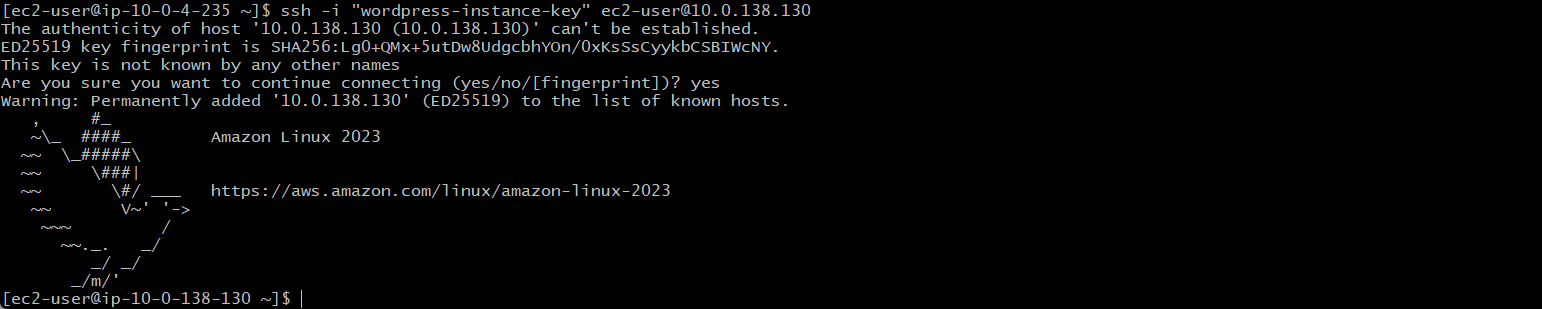 [ec2-user@ip-10-0-4-235 ~]$ ssh -i "wordpress-instance-key" ec2-user@10.0.138.130
The authenticity of host '10.0.138.130 (10.0.138.130)' can't be established.
ED25519 key fingerprint is SHA256:Lg0+QMx+5utDw8UdgcbhYOn/0xKsSsCyykbCSBIWcNY.
This key is not known by any other names
Are you sure you want to continue connecting (yes/no/[fingerprint])? yes
Warning: Permanently added '10.0.138.130' (ED25519) to the list of known hosts.
   ,     #_
   ~\_  ####_        Amazon Linux 2023
  ~~  \_#####\
  ~~     \###|
  ~~       \#/ ___   https://aws.amazon.com/linux/amazon-linux-2023
   ~~       V~' '->
    ~~~         /
      ~~._.   _/
         _/ _/
       _/m/'
[ec2-user@ip-10-0-138-130 ~]$